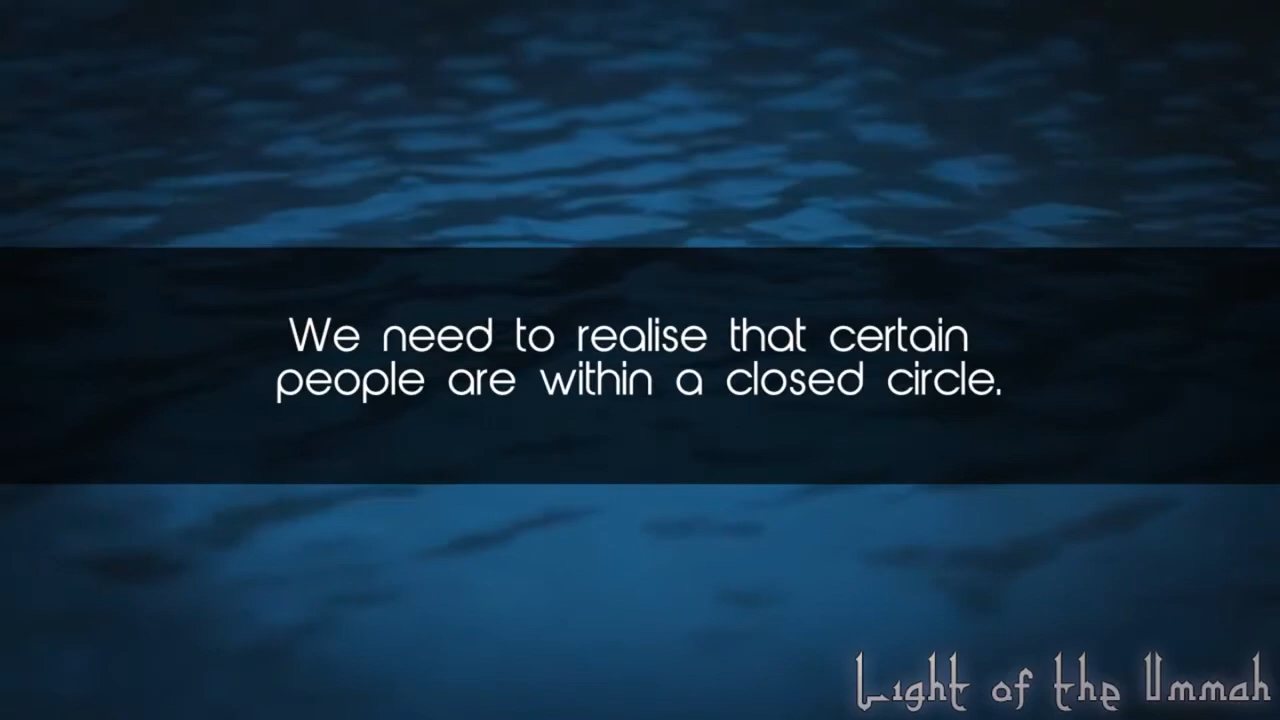 We need to realise that certain
people are within a closed circle.
Light of the Ummah